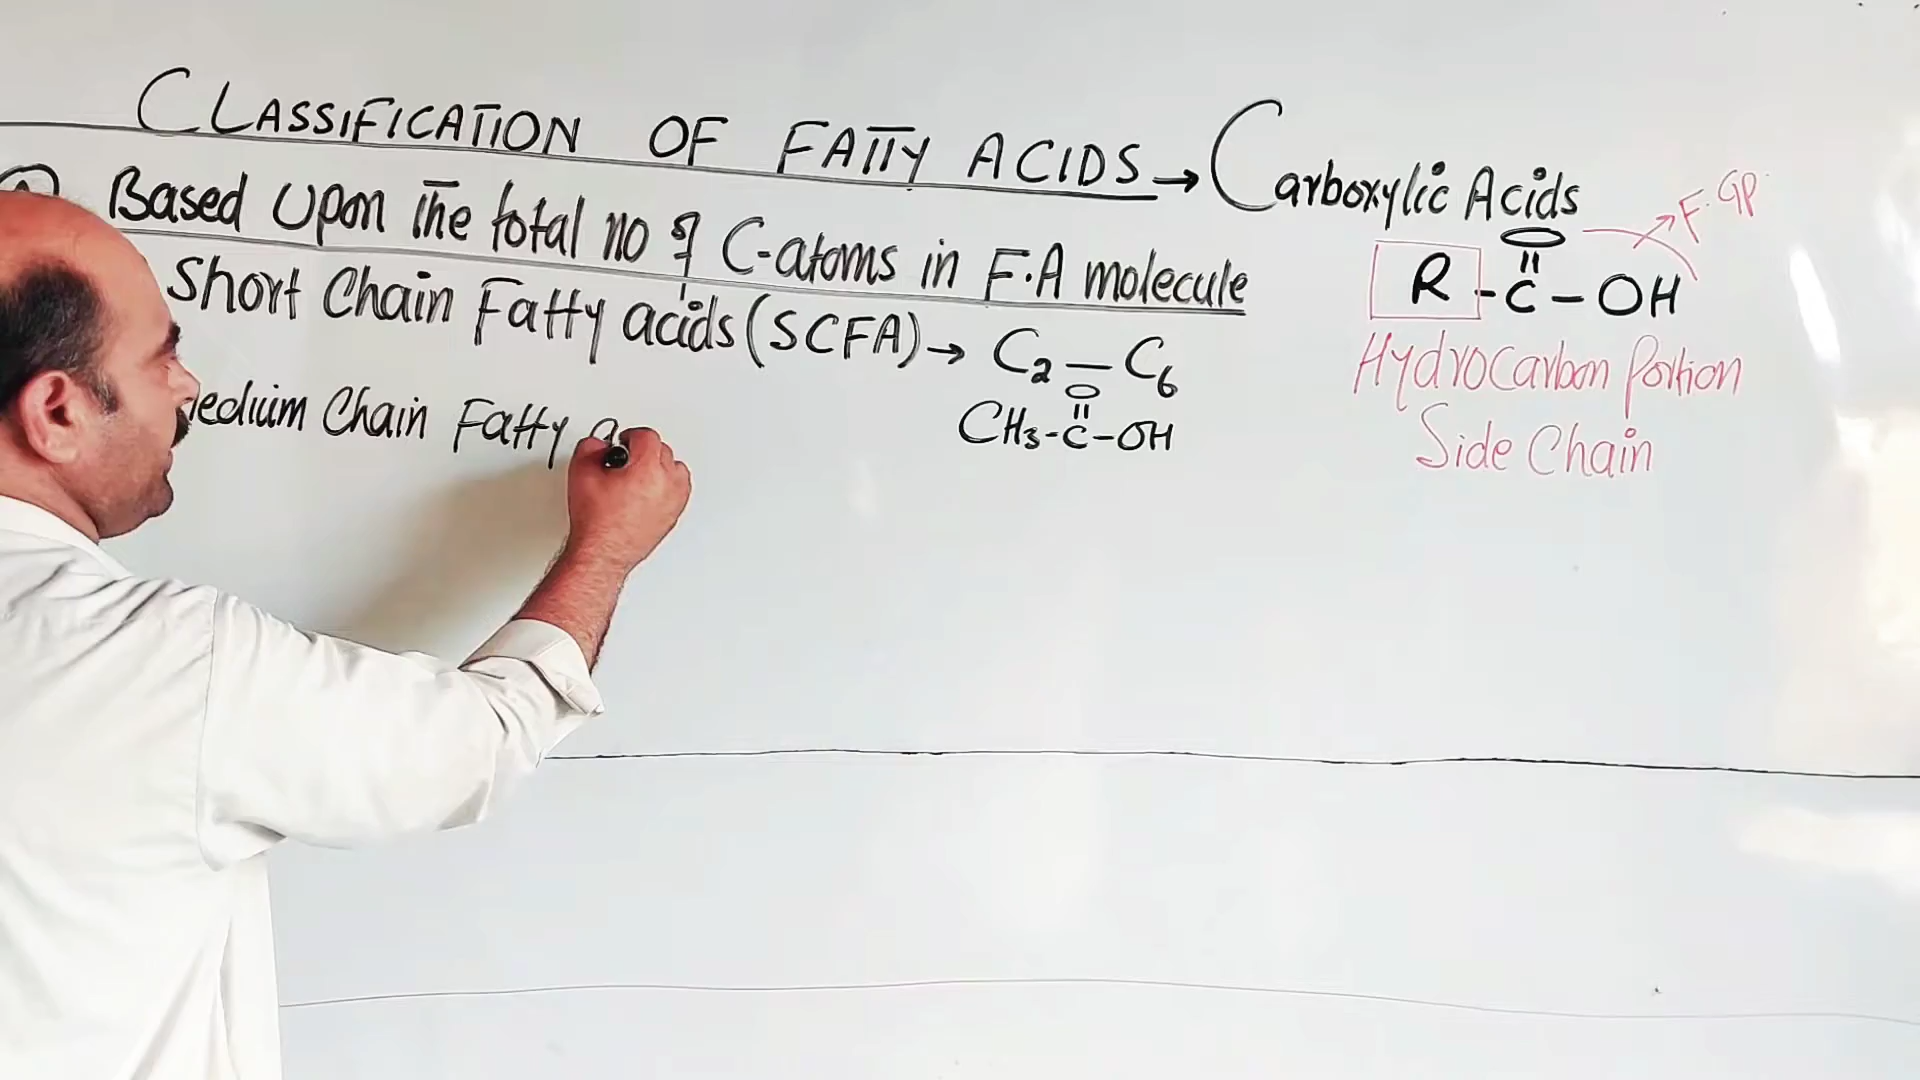 CLASSIFICATION OF FATTY ACIDS → Carboxylic Acids
Based Upon The total no of C-atoms in F.A molecule
Short Chain Fatty acids (SCFA) → C2 — C6
CH3-C-OH
O
Medium Chain Fatty a
F. GP
O
R - C - OH
Hydrocarbon Portion
Side Chain